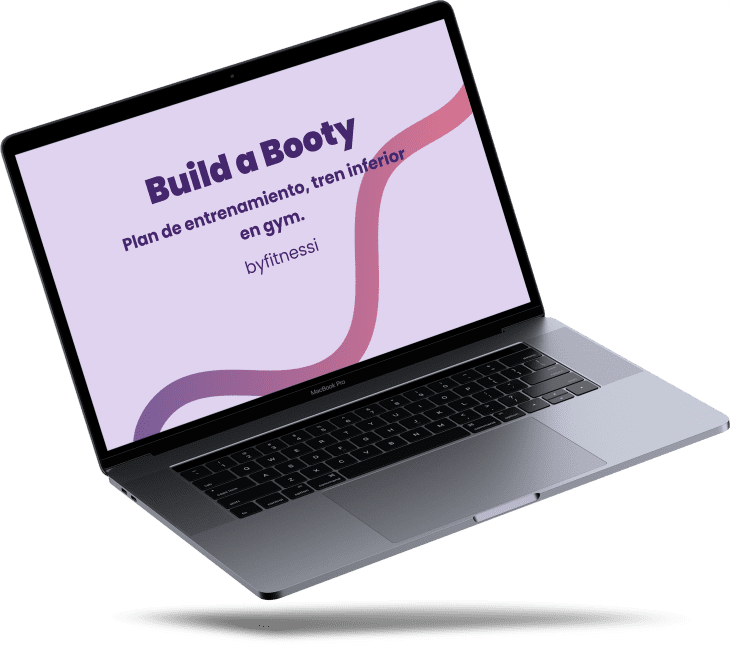 Build a Booty
Plan de entrenamiento, tren inferior
en gym.
byfitnessi
MacBook Pro